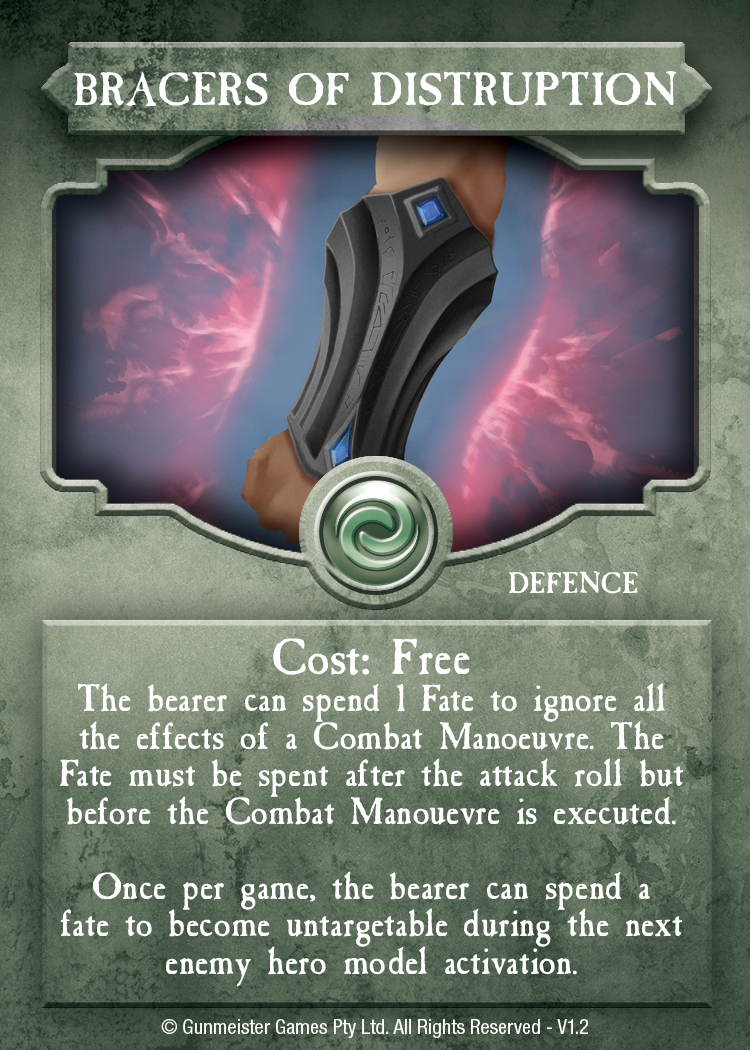 BRACERS OF DISTRUPTION
DEFENCE
Cost: Free
The bearer can spend 1 Fate to ignore all
the effects of a Combat Manoeuvre. The
Fate must be spent after the attack roll but
before the Combat Manouevre is executed.
Once per game, the bearer can spend a
fate to become untargetable during the next
enemy hero model activation.
© Gunmeister Games Pty Ltd. All Rights Reserved - V1.2